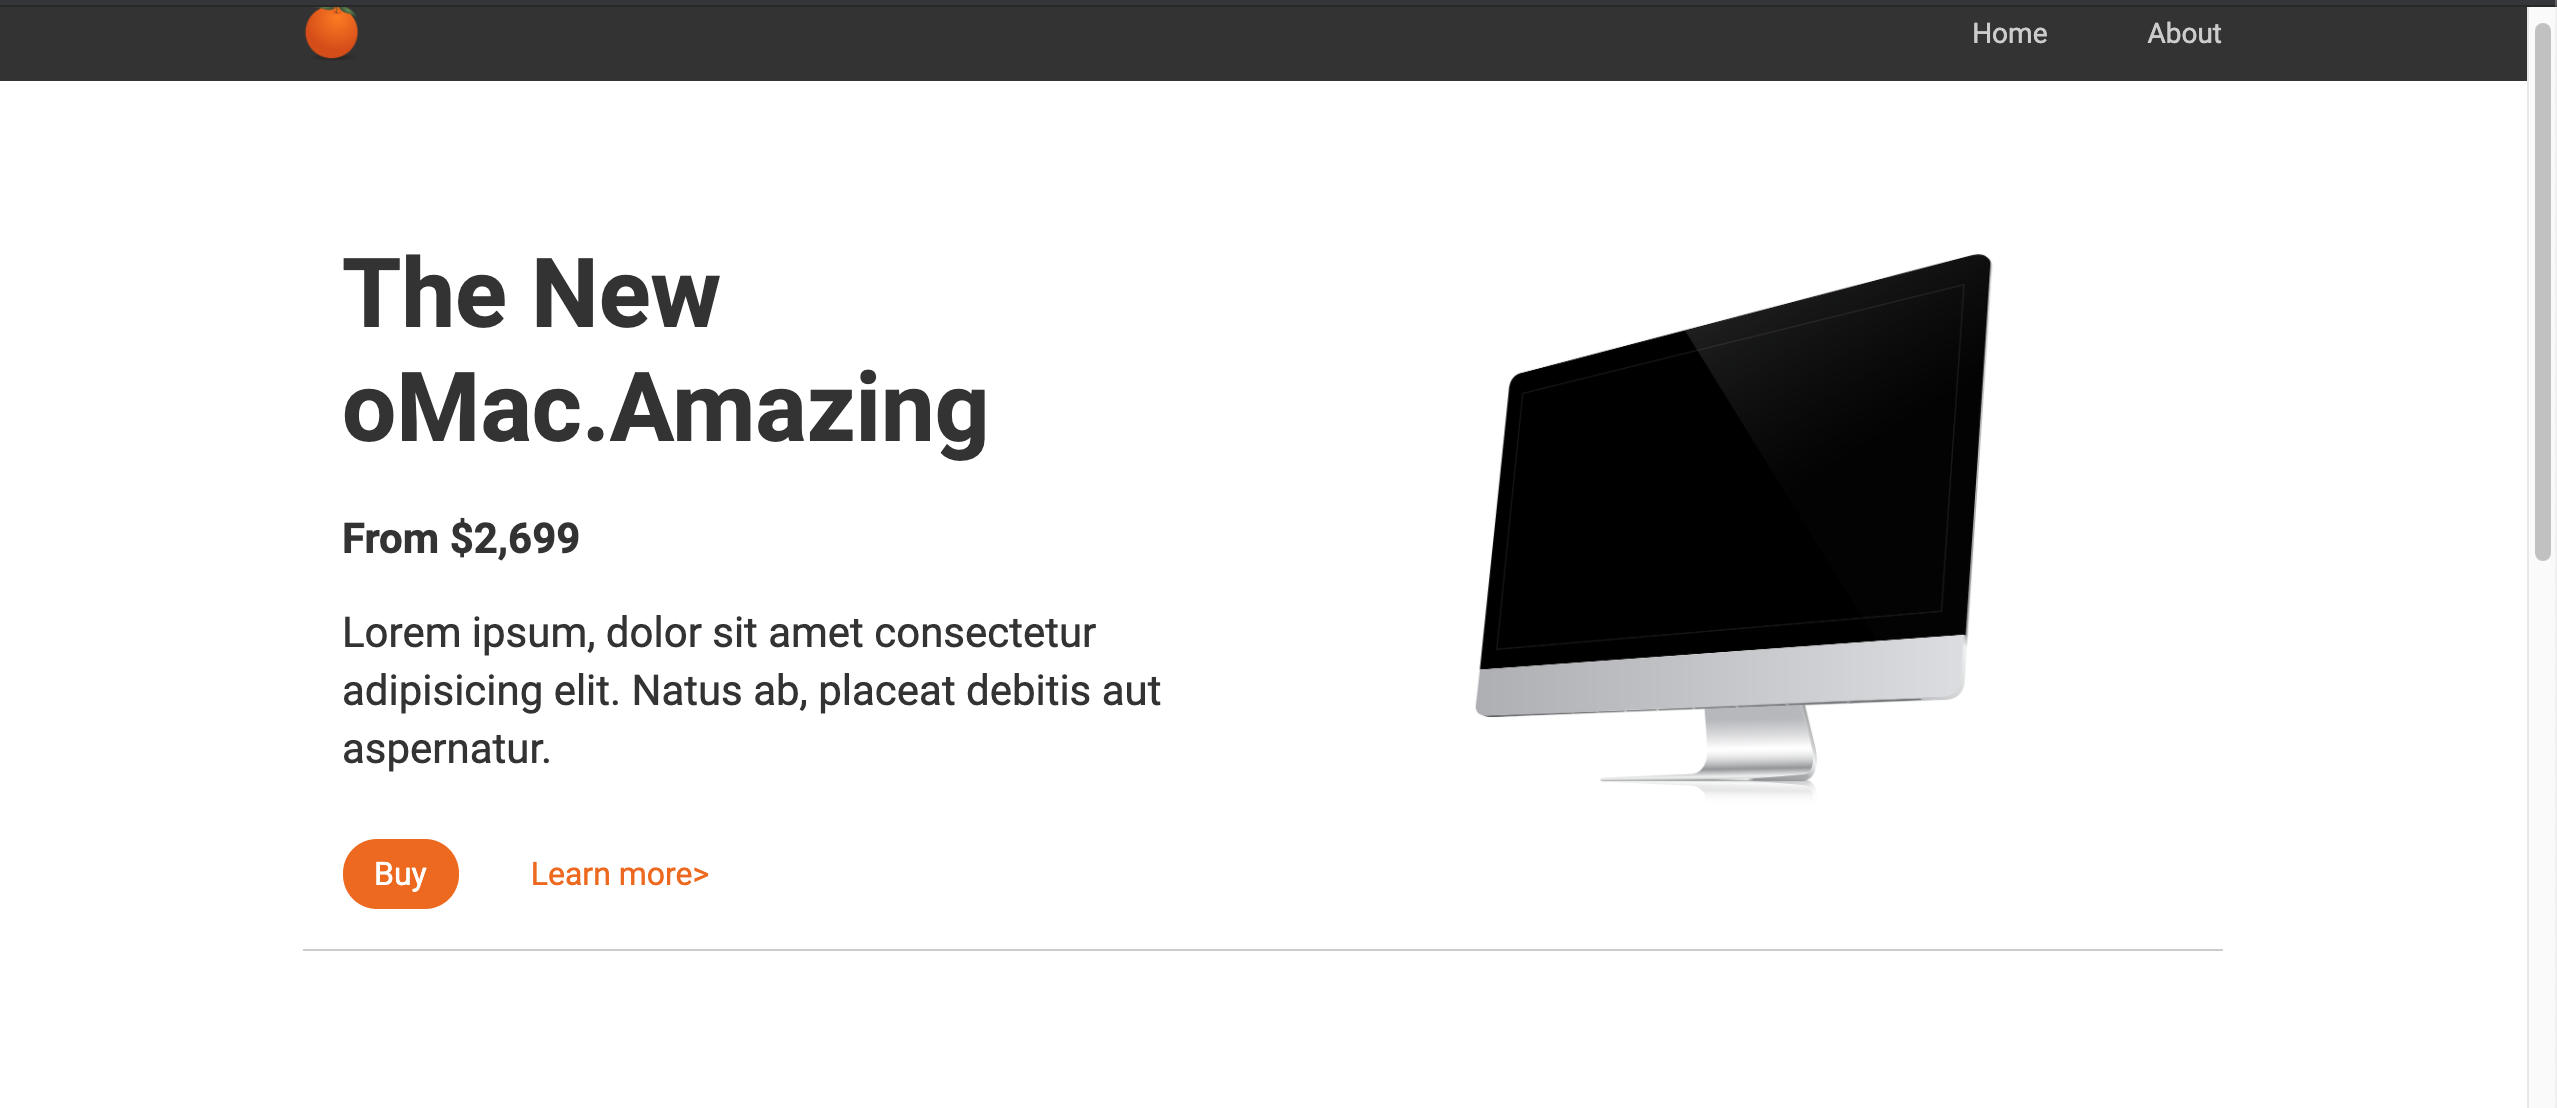 Home About
The New
oMac.Amazing
From $2,699
Lorem ipsum, dolor sit amet consectetur
adipisicing elit. Natus ab, placeat debitis aut
aspernatur.
Buy Learn more>